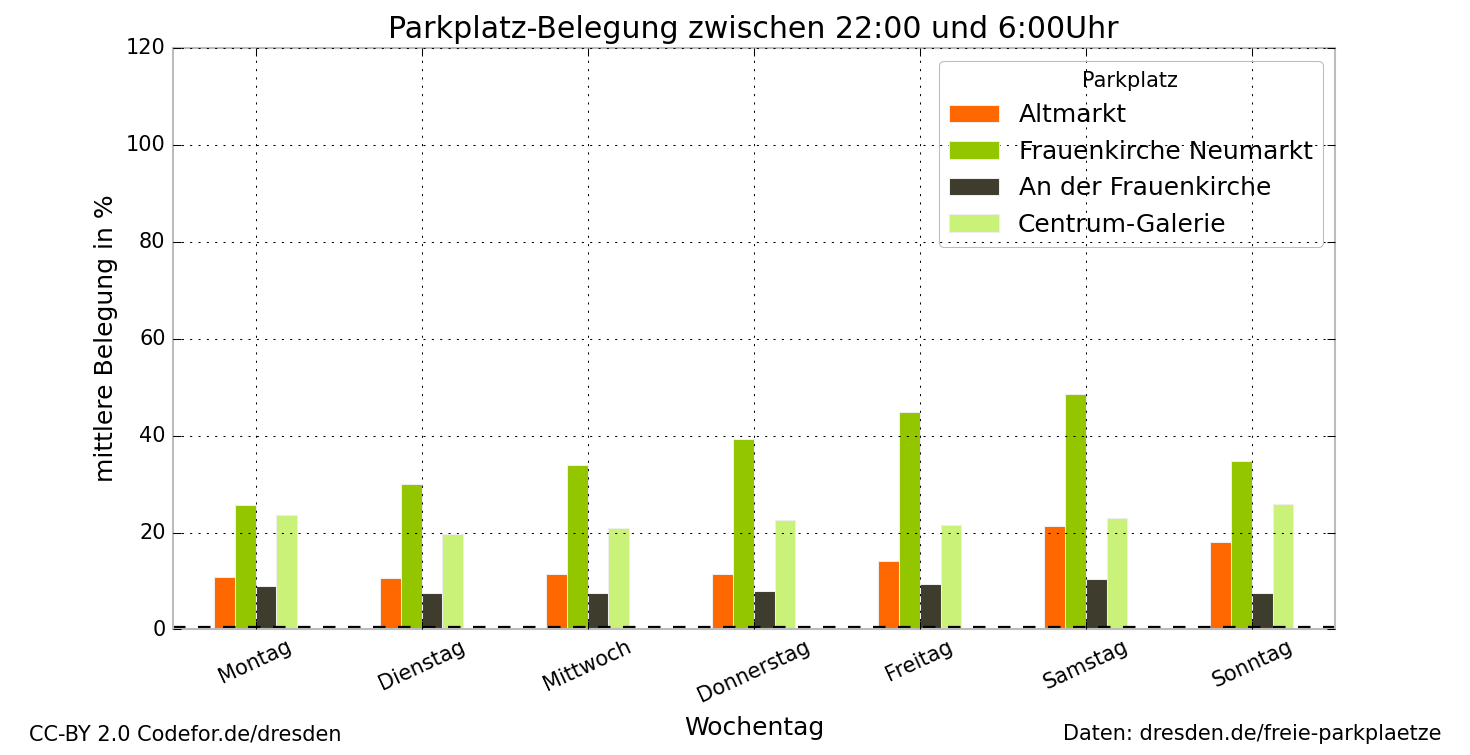 Parkplatz-Belegung zwischen 22:00 und 6:00Uhr
120
100
80
60
40
20
0
mittlere Belegung in %
Parkplatz
Altmarkt
Frauenkirche Neumarkt
An der Frauenkirche
Centrum-Galerie
Montag
Dienstag
Mittwoch
Donnerstag
Freitag
Samstag
Sonntag
Wochentag
CC-BY 2.0 Codefor.de/dresden
Daten: dresden.de/freie-parkplaetze